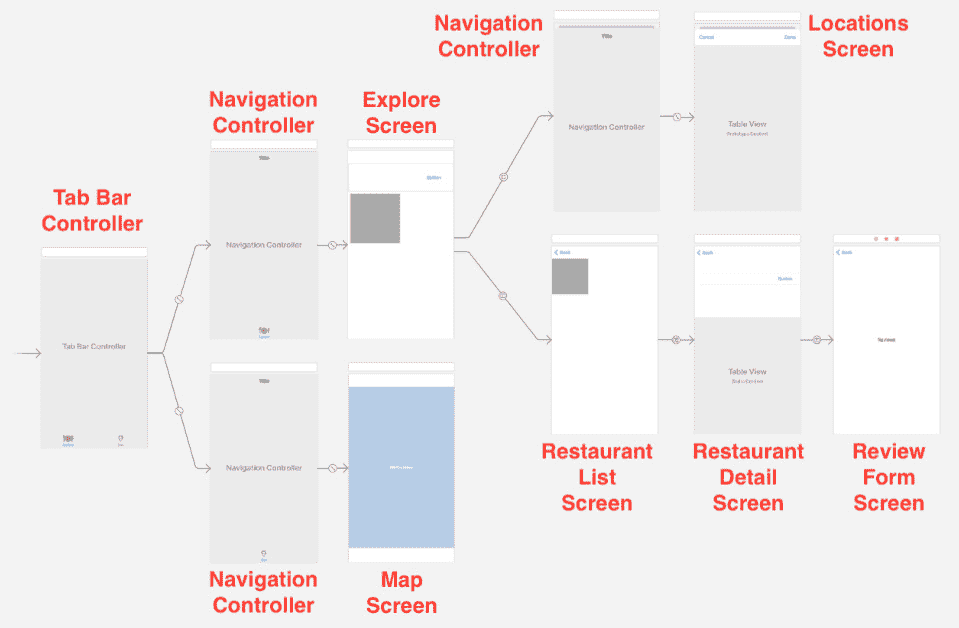 Navigation
Controller
Locations
Screen
Title
Cancel
Done
Navigation Controller
Table View
Prototype Content
Navigation
Controller
Explore
Screen
Title
Button
Navigation Controller
Tab Bar
Controller
Tab Bar Controller
Back
Back
Button
Back
Table View
Static Content
Title
Navigation Controller
Restaurant
List
Screen
Restaurant
Detail
Screen
Review
Form
Screen
Navigation
Controller
Map
Screen